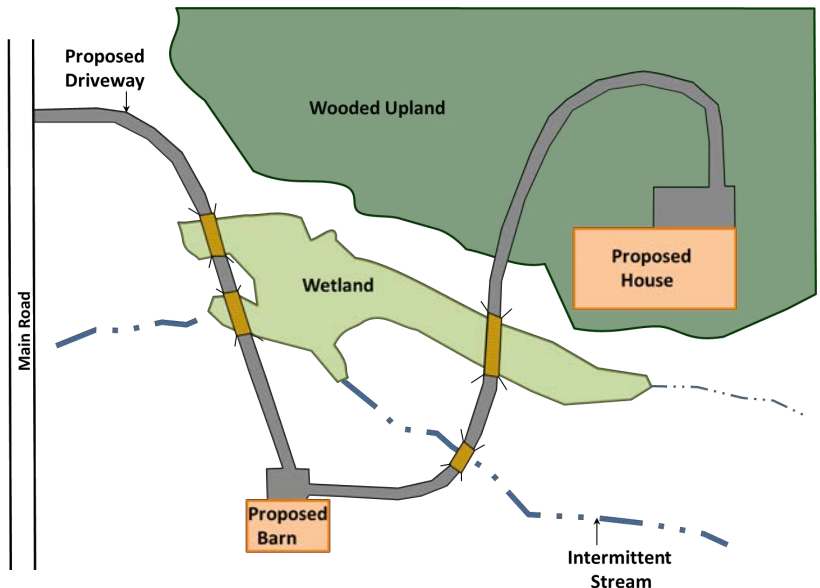 Proposed
Driveway
Wooded Upland
Proposed
House
Wetland
Main Road
Proposed
Barn
Intermittent
Stream